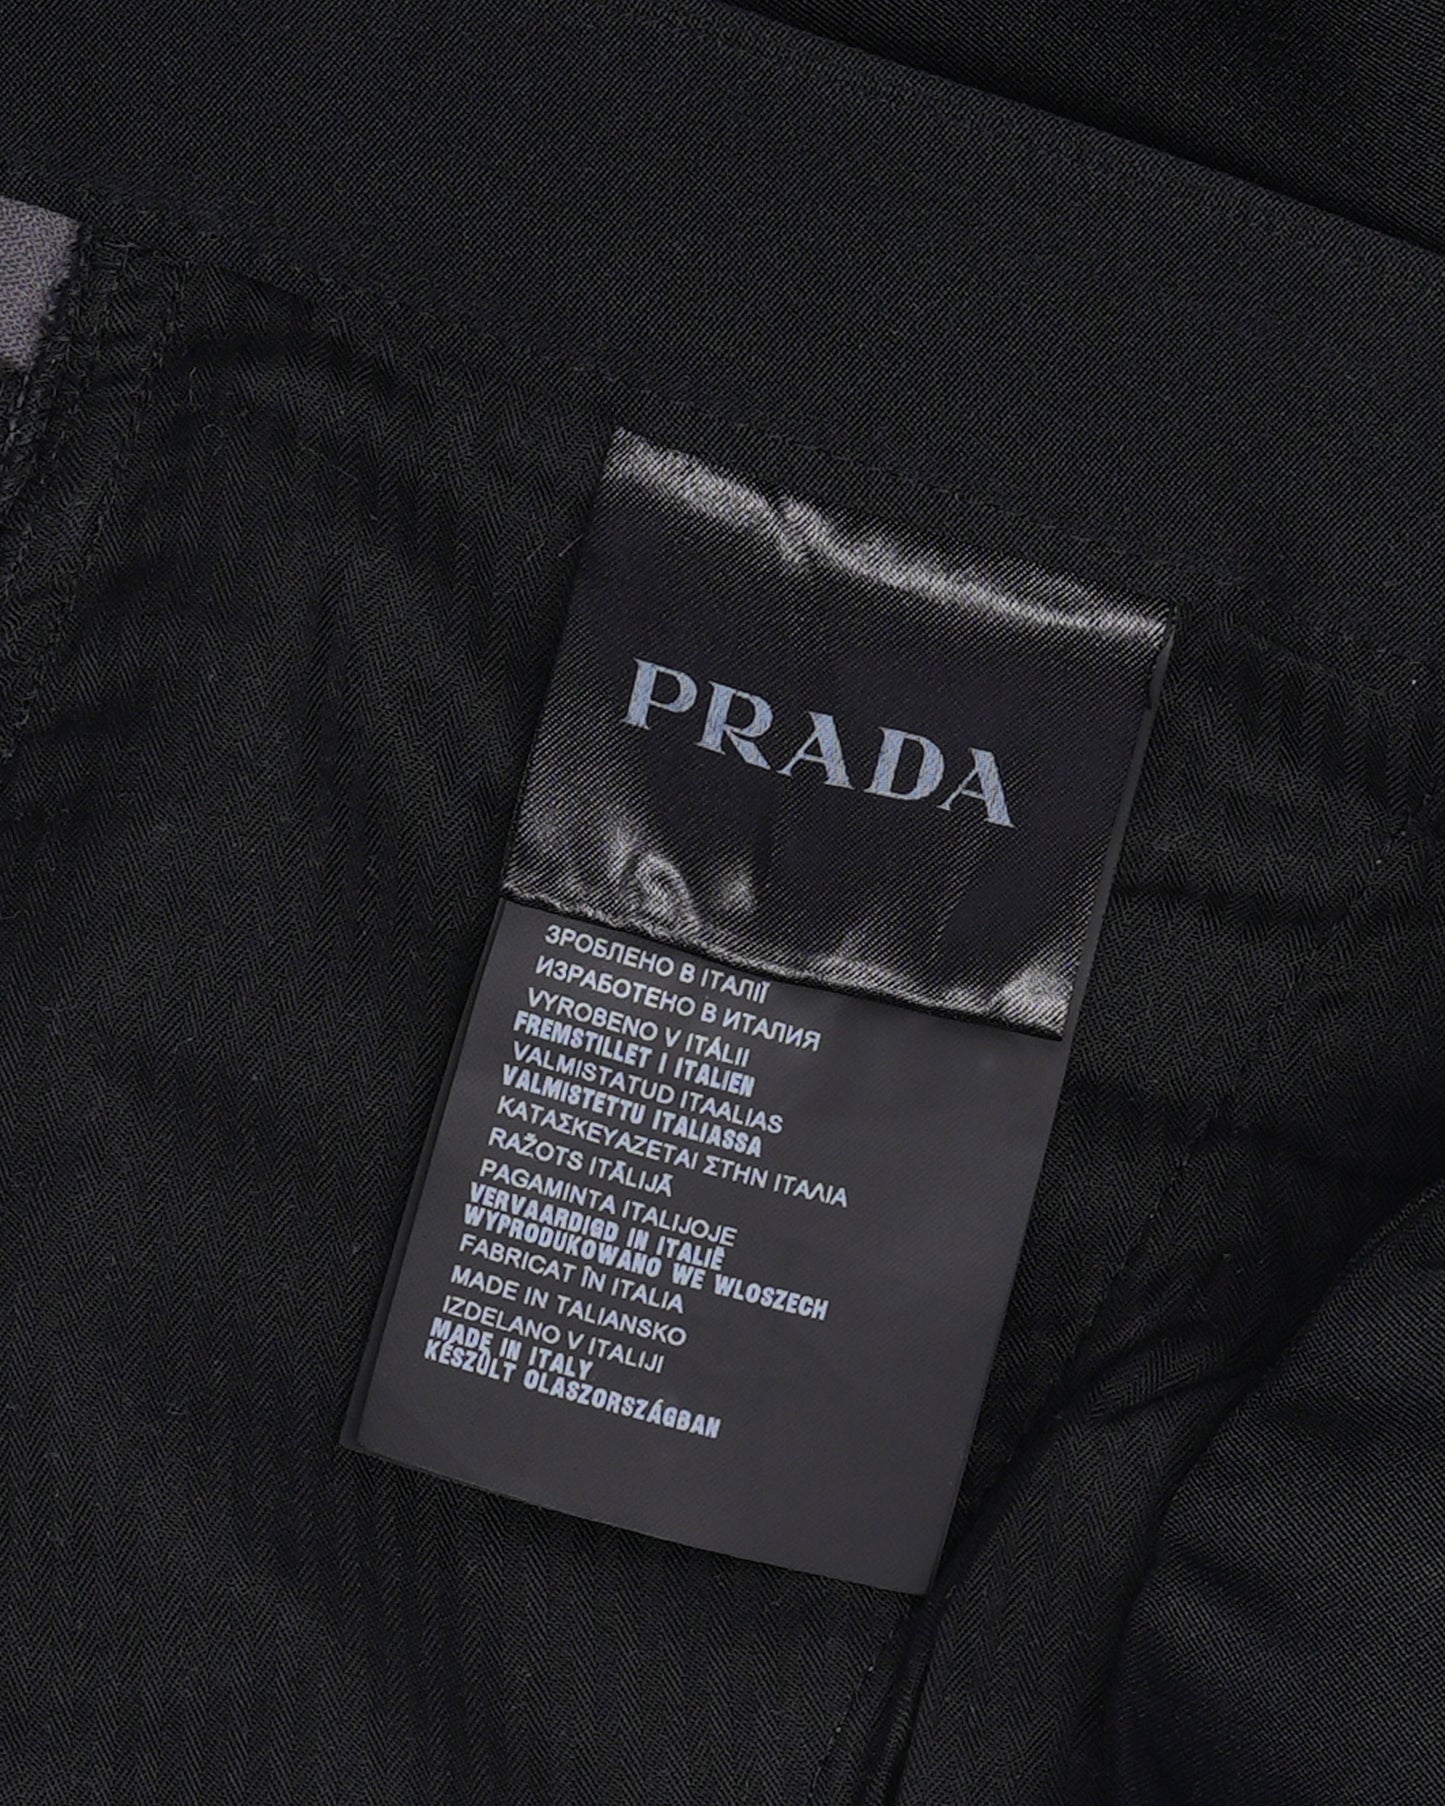 PRADA
ЗРОБЛЕНО В ІТАЛІЇ
ИЗРАБОТЕНО В ИТАЛИЯ
VYROBENO V ITÁLII
FREMSTILLET I ITALIEN
VALMISTATUD ITAALIAS
VALMISTETTU ITALIASSA
ΚΑΤΑΣΚΕΥΑΖΕΤΑΙ ΣΤΗΝ ΙΤΑΛΙΑ
RAŽOTS ITĀLIJĀ
PAGAMINTA ITALIJOJE
VERVAARDIGD IN ITALIË
WYPRODUKOWANO WE WLOSZECH
FABRICAT ÎN ITALIA
MADE IN TALIANSKO
IZDELANO V ITALIJI
MADE IN ITALY
KÉSZÜLT OLASZORSZÁGBAN